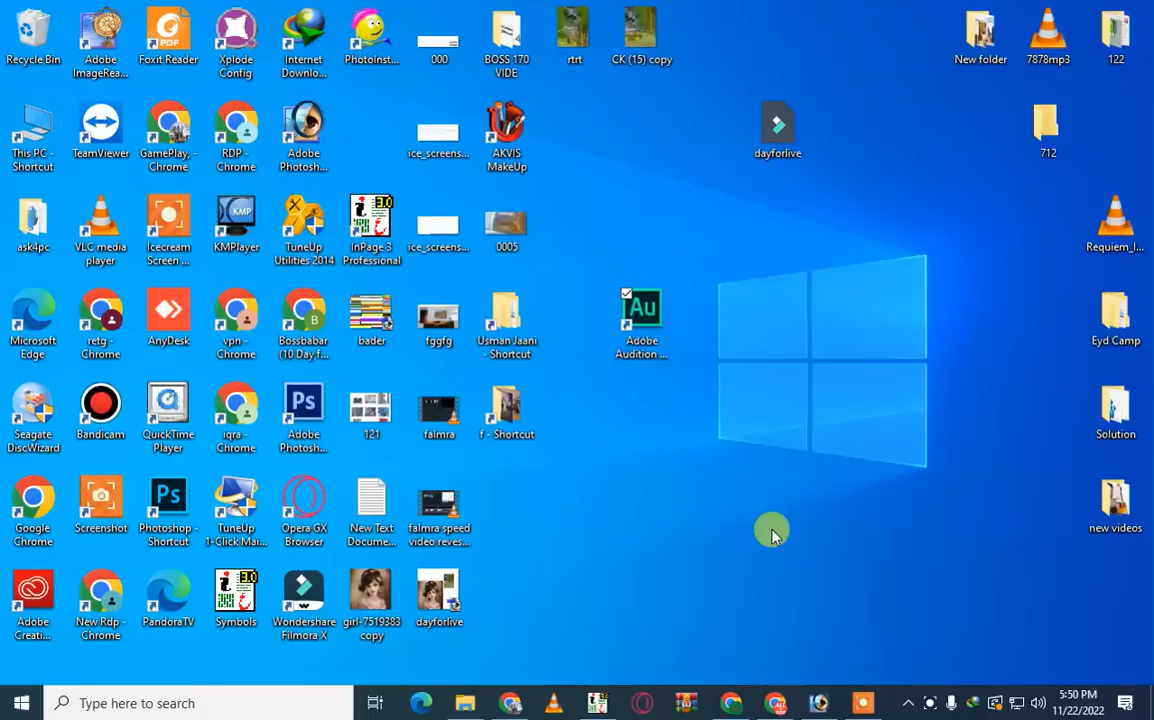 Recycle Bin
Adobe
ImageRea...
Foxit Reader
Xplode
Config
Internet
Downlo...
PhotoInst...
000
BOSS 170
VIDE
rtrt
CK (15) copy
New folder
7878mp3
122
This PC -
Shortcut
TeamViewer
GamePlay, -
Chrome
RDP -
Chrome
Adobe
Photosh...
ice_screens...
AKVIS
MakeUp
dayforlive
712
ask4pc
VLC media
player
Icecream
Screen ...
KMPlayer
TuneUp
Utilities 2014
InPage 3
Professional
ice_screens...
0005
Requiem_I...
Microsoft
Edge
retg -
Chrome
AnyDesk
vpn -
Chrome
Bossbabar
(10 Day f...
bader
fggfg
Usman Jaani
- Shortcut
Adobe
Audition ...
Eyd Camp
Seagate
DiscWizard
Bandicam
QuickTime
Player
iqra -
Chrome
Adobe
Photosh...
121
falmra
f - Shortcut
Solution
Google
Chrome
Screenshot
Photoshop -
Shortcut
TuneUp
1-Click Mai...
Opera GX
Browser
New Text
Docume...
falmra speed
video reves...
new videos
Adobe
Creati...
New Rdp -
Chrome
PandoraTV
Symbols
Wondershare
Filmora X
girl-7519383
copy
dayforlive
Type here to search
5:50 PM
11/22/2022